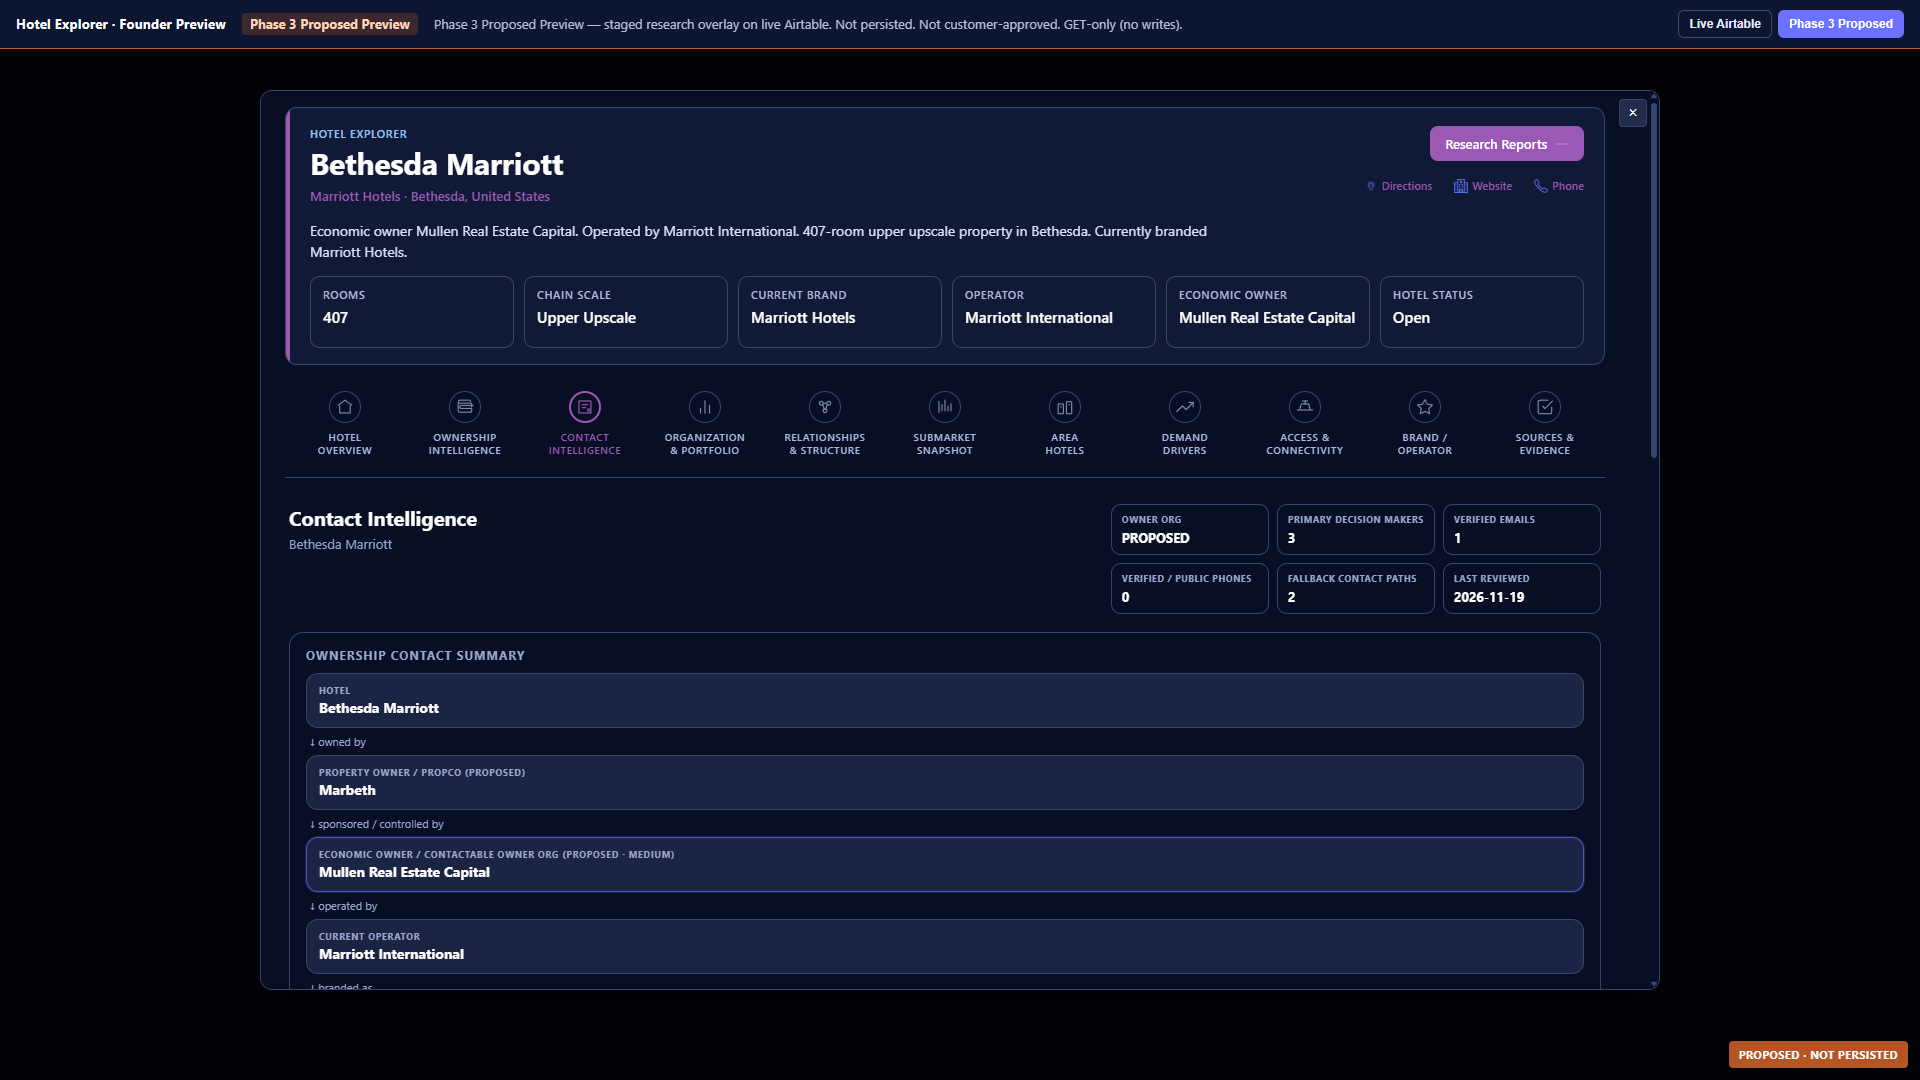 Hotel Explorer · Founder Preview
Phase 3 Proposed Preview
Phase 3 Proposed Preview — staged research overlay on live Airtable. Not persisted. Not customer-approved. GET-only (no writes).
Live Airtable
Phase 3 Proposed
×
HOTEL EXPLORER
Bethesda Marriott
Marriott Hotels · Bethesda, United States
Research Reports —
Directions
Website
Phone
Economic owner Mullen Real Estate Capital. Operated by Marriott International. 407-room upper upscale property in Bethesda. Currently branded
Marriott Hotels.
ROOMS
407
CHAIN SCALE
Upper Upscale
CURRENT BRAND
Marriott Hotels
OPERATOR
Marriott International
ECONOMIC OWNER
Mullen Real Estate Capital
HOTEL STATUS
Open
HOTEL
OVERVIEW
OWNERSHIP
INTELLIGENCE
CONTACT
INTELLIGENCE
ORGANIZATION
& PORTFOLIO
RELATIONSHIPS
& STRUCTURE
SUBMARKET
SNAPSHOT
AREA
HOTELS
DEMAND
DRIVERS
ACCESS &
CONNECTIVITY
BRAND /
OPERATOR
SOURCES &
EVIDENCE
Contact Intelligence
Bethesda Marriott
OWNER ORG
PROPOSED
PRIMARY DECISION MAKERS
3
VERIFIED EMAILS
1
VERIFIED / PUBLIC PHONES
0
FALLBACK CONTACT PATHS
2
LAST REVIEWED
2026-11-19
OWNERSHIP CONTACT SUMMARY
HOTEL
Bethesda Marriott
↓ owned by
PROPERTY OWNER / PROPCO (PROPOSED)
Marbeth
↓ sponsored / controlled by
ECONOMIC OWNER / CONTACTABLE OWNER ORG (PROPOSED · MEDIUM)
Mullen Real Estate Capital
↓ operated by
CURRENT OPERATOR
Marriott International
↓ branded as
PROPOSED · NOT PERSISTED